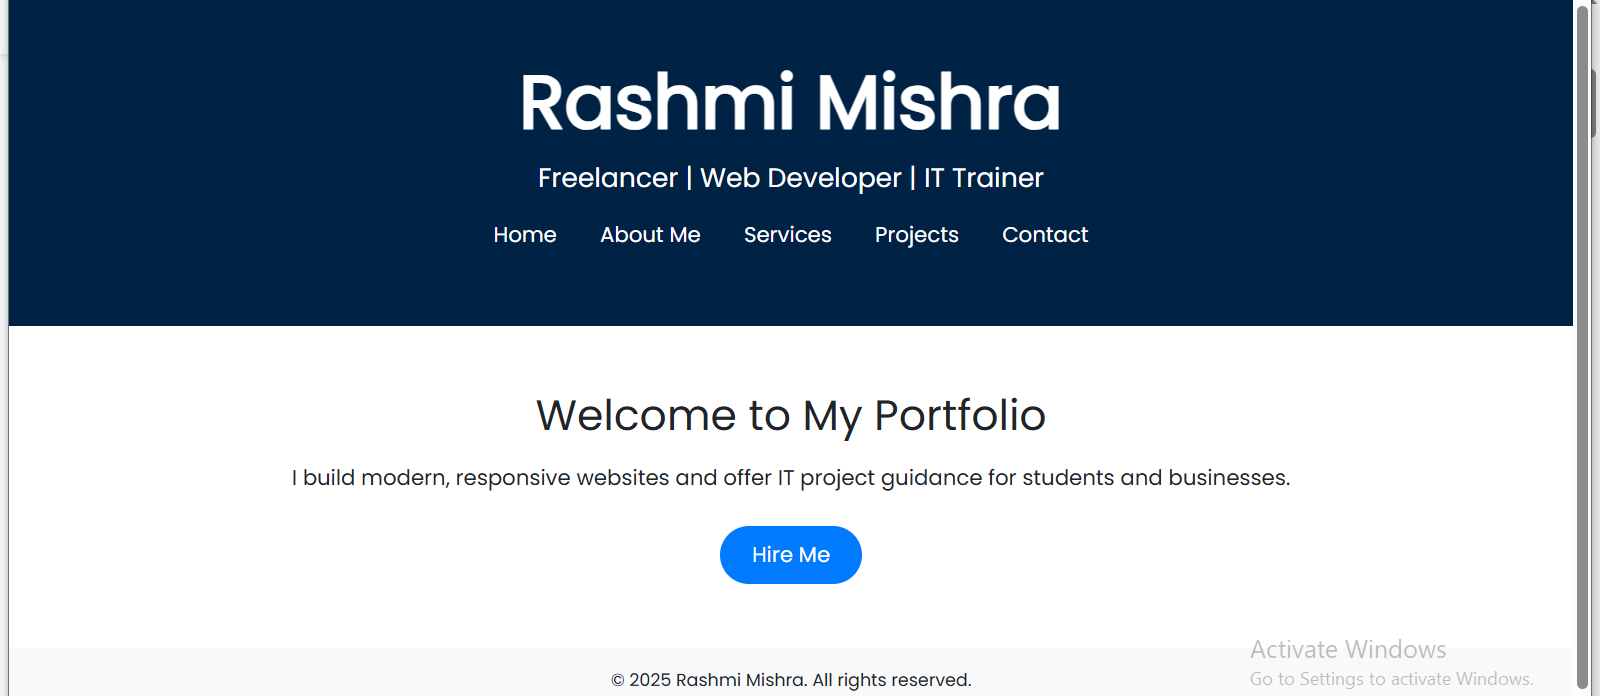 Rashmi Mishra
Freelancer | Web Developer | IT Trainer
Home About Me Services Projects Contact
Welcome to My Portfolio
I build modern, responsive websites and offer IT project guidance for students and businesses.
Hire Me
Activate Windows
Go to Settings to activate Windows.
© 2025 Rashmi Mishra. All rights reserved.